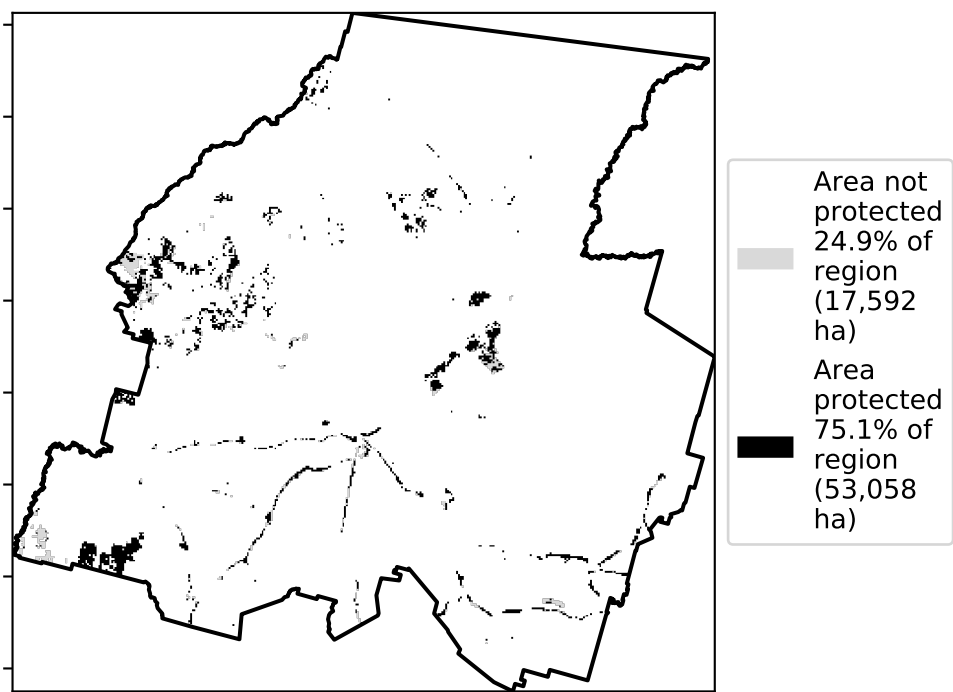 Area not
protected
24.9% of
region
(17,592
ha)
Area
protected
75.1% of
region
(53,058
ha)